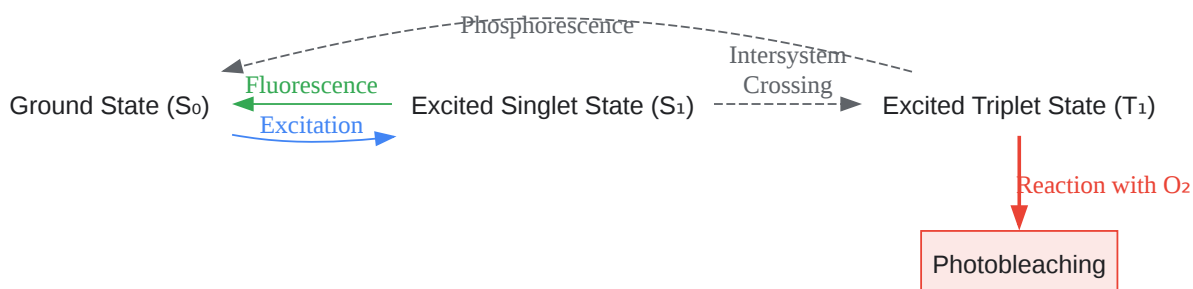 Phosphorescence
Intersystem
Crossing
Fluorescence
Ground State (S₀)
Excited Singlet State (S₁)
Excited Triplet State (T₁)
Excitation
Reaction with O₂
Photobleaching